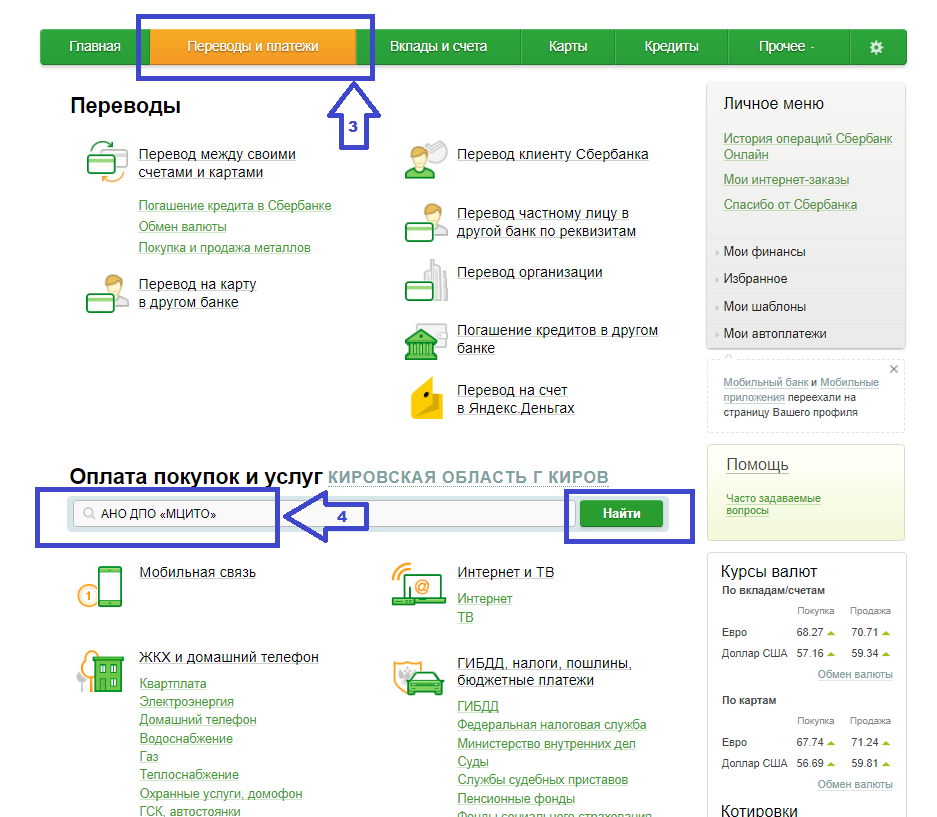 Главная Переводы и платежи Вклады и счета Карты Кредиты Прочее
3
Переводы
Перевод между своими
счетами и картами
Погашение кредита в Сбербанке
Обмен валюты
Покупка и продажа металлов
Перевод на карту
в другом банке
Перевод клиенту Сбербанка
Перевод частному лицу в
другой банк по реквизитам
Перевод организации
Погашение кредитов в другом
банке
Перевод на счет
в Яндекс.Деньгах
Оплата покупок и услуг КИРОВСКАЯ ОБЛАСТЬ Г КИРОВ
АНО ДПО «МЦИТО»
4
Найти
Мобильная связь
Интернет и ТВ
Интернет
ТВ
ЖКХ и домашний телефон
Квартплата
Электроэнергия
Домашний телефон
Водоснабжение
Газ
Теплоснабжение
Охранные услуги, домофон
ГСК, автостоянки
ГИБДД, налоги, пошлины,
бюджетные платежи
ГИБДД
Федеральная налоговая служба
Министерство внутренних дел
Суды
Службы судебных приставов
Пенсионные фонды
Фонды социального страхования
Личное меню
История операций Сбербанк
Онлайн
Мои интернет-заказы
Спасибо от Сбербанка
Мои финансы
Избранное
Мои шаблоны
Мои автоплатежи
Мобильный банк и Мобильные
приложения переехали на
страницу Вашего профиля
Помощь
Часто задаваемые
вопросы
Курсы валют
По вкладам/счетам
Покупка Продажа
Евро 68.27 70.71
Доллар США 57.16 59.34
Обмен валюты
По картам
Покупка Продажа
Евро 67.74 71.24
Доллар США 56.69 59.81
Обмен валюты
Котировки